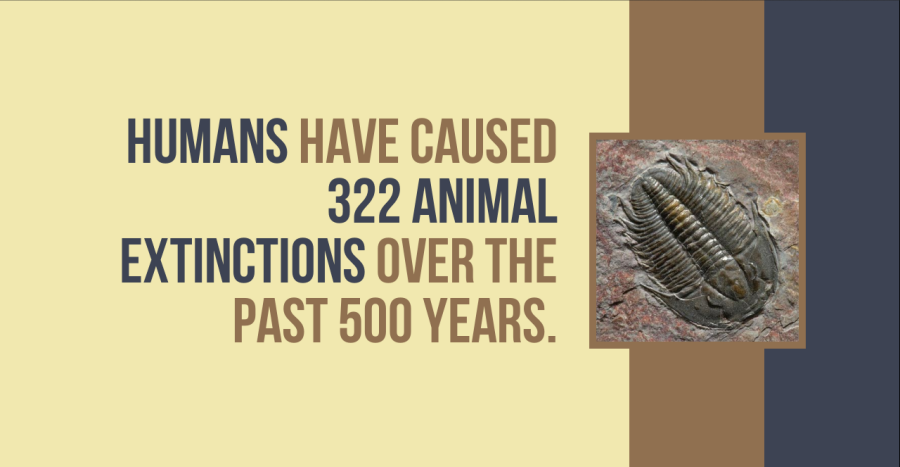 HUMANS HAVE CAUSED
322 ANIMAL
EXTINCTIONS OVER THE
PAST 500 YEARS.